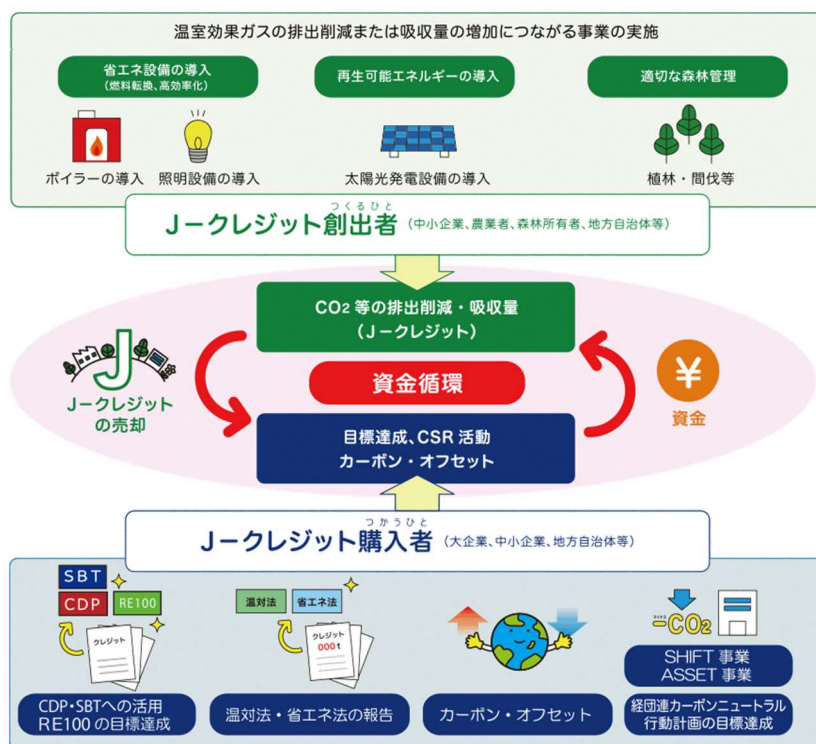 温室効果ガスの排出削減または吸収量の増加につながる事業の実施
省エネ設備の導入
(燃料転換、高効率化)
再生可能エネルギーの導入
適切な森林管理
ボイラーの導入
照明設備の導入
太陽光発電設備の導入
植林・間伐等
つくるひと
Jークレジット創出者（中小企業、農業者、森林所有者、地方自治体等）
CO2 等の排出削減・吸収量
（Jークレジット）
資金循環
J
Jークレジット
の売却
¥
資金
目標達成、CSR 活動
カーボン・オフセット
つかうひと
Jークレジット購入者（大企業、中小企業、地方自治体等）
SBT
CDP
RE100
クレジット
CDP・SBTへの活用
RE100の目標達成
温対法
省エネ法
クレジット
000t
温対法・省エネ法の報告
カーボン・オフセット
-CO2
SHIFT 事業
ASSET 事業
経団連カーボンニュートラル
行動計画の目標達成